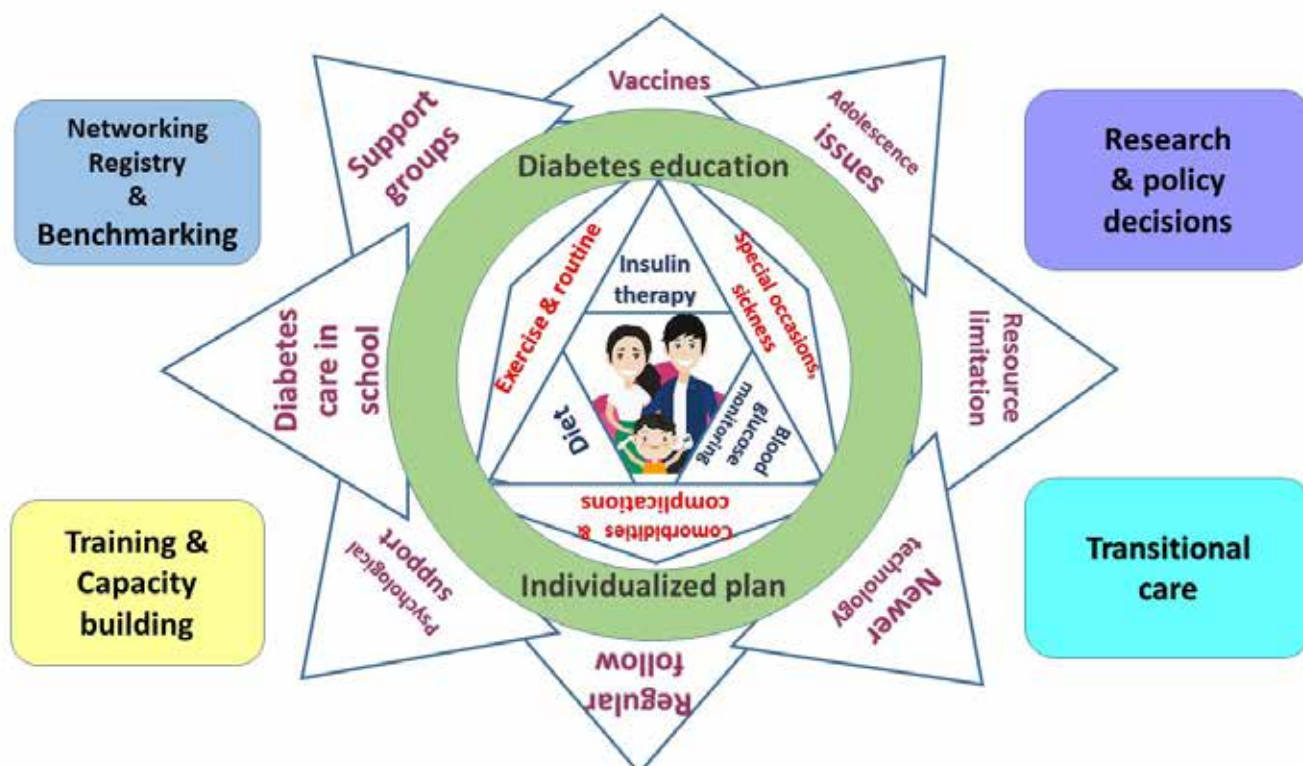 Vaccines
Support
groups
Adolescence
issues
Networking
Registry
&
Benchmarking
Research
& policy
decisions
Diabetes education
Exercise & routine
Insulin
therapy
Special occasions,
sickness
Diabetes
care in
school
Resource
limitation
Diet
Blood
glucose
monitoring
Comorbidities &
complications
Training &
Capacity
building
Psychological
support
Individualized plan
Newer
technology
Transitional
care
Regular
follow